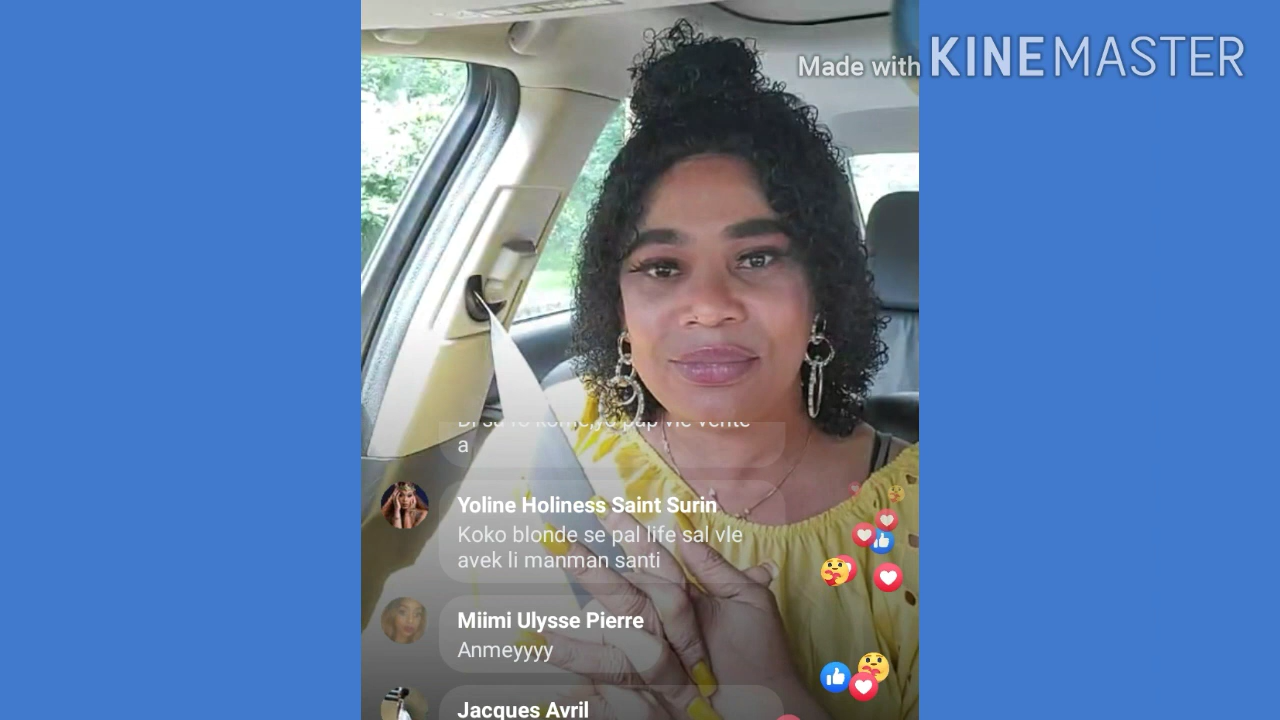 Made with KINEMASTER
a
Yoline Holiness Saint Surin
Koko blonde se pal life sal vle
avek li manman santi
Miimi Ulysse Pierre
Anmeyyyy
Jacques Avril